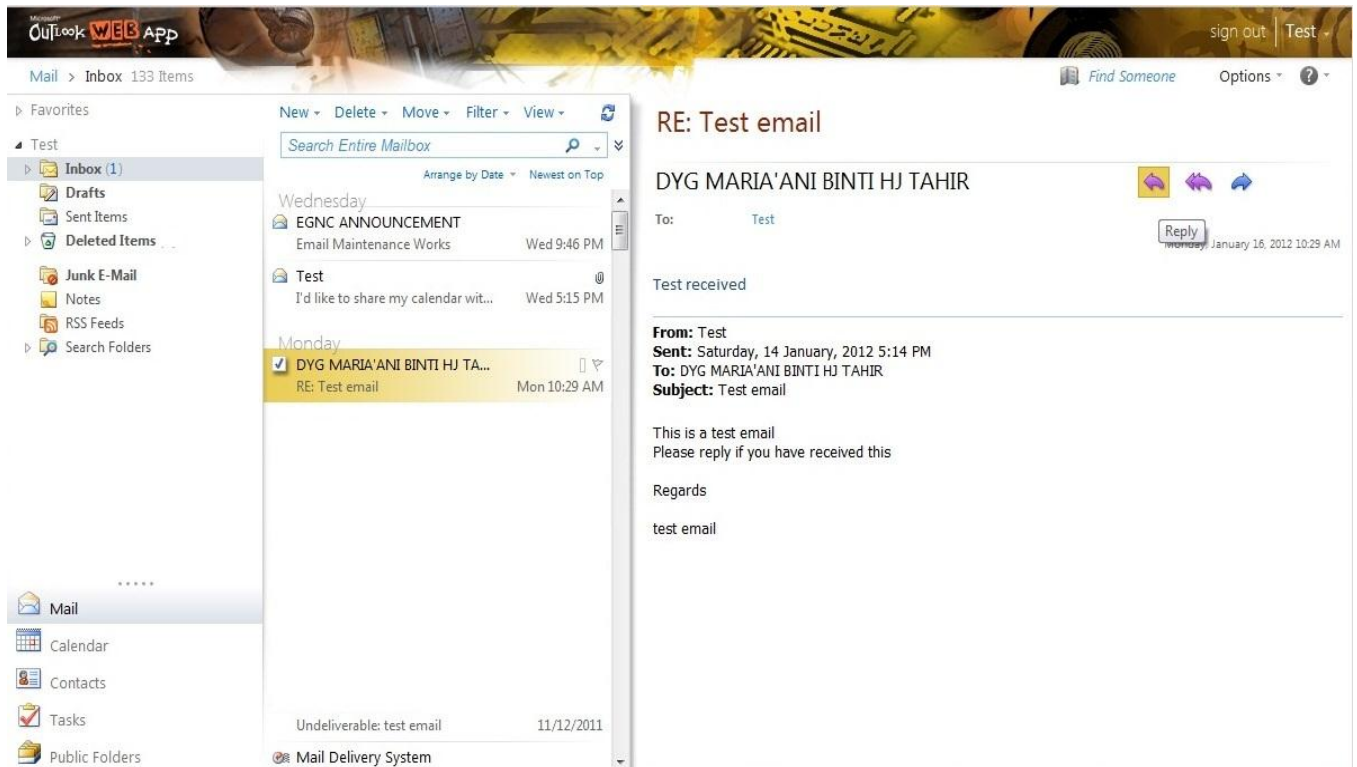 Microsoft
OuTLook WEB APP
sign out | Test
Mail > Inbox 133 Items
Find Someone
Options
Favorites
Test
Inbox (1)
Drafts
Sent Items
Deleted Items
Junk E-Mail
Notes
RSS Feeds
Search Folders
Mail
Calendar
Contacts
Tasks
Public Folders
New Delete Move Filter View
Search Entire Mailbox
Arrange by Date Newest on Top
Wednesday
EGNC ANNOUNCEMENT
Email Maintenance Works Wed 9:46 PM
Test
I'd like to share my calendar wit... Wed 5:15 PM
Monday
DYG MARIA'ANI BINTI HJ TA...
RE: Test email Mon 10:29 AM
Undeliverable: test email 11/12/2011
Mail Delivery System
RE: Test email
DYG MARIA'ANI BINTI HJ TAHIR
To: Test
Reply
Monday, January 16, 2012 10:29 AM
Test received
From: Test
Sent: Saturday, 14 January, 2012 5:14 PM
To: DYG MARIA'ANI BINTI HJ TAHIR
Subject: Test email
This is a test email
Please reply if you have received this
Regards
test email